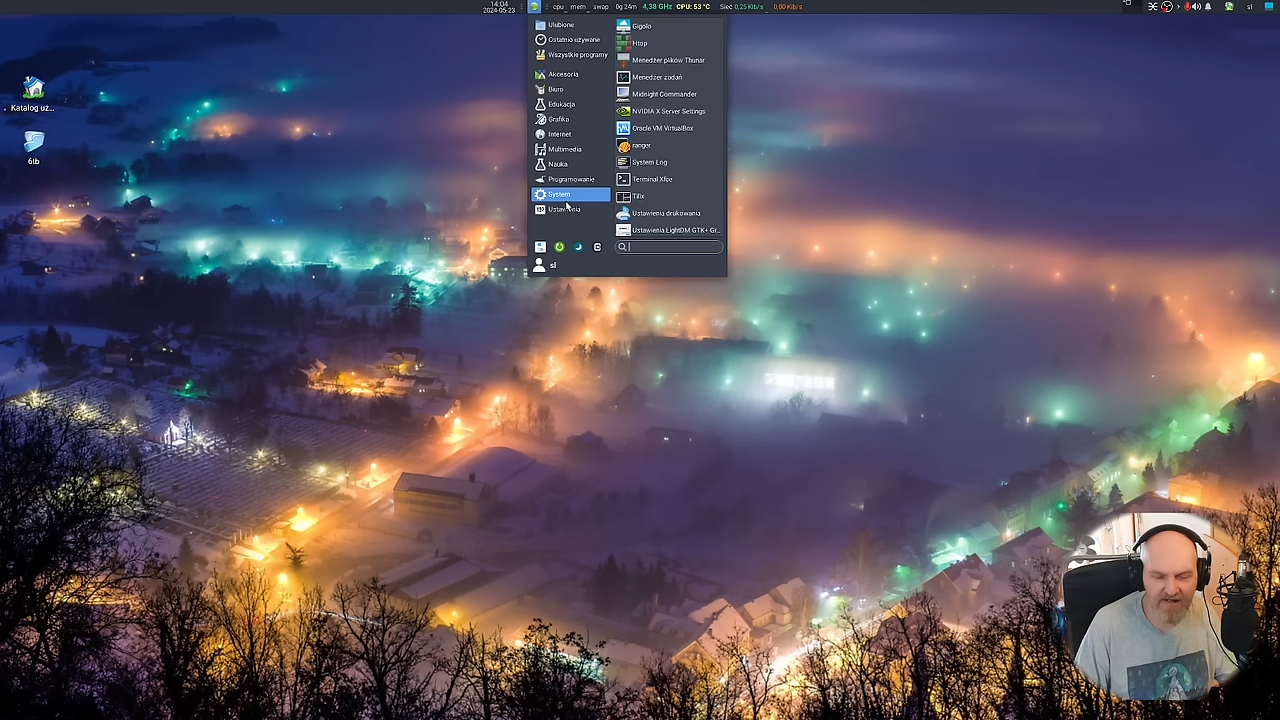 14:04
2024-05-23
cpu mem swap 0g 24m 4,38 GHz CPU: 53 °C Sieć 0,25 Kib/s 0,00 Kib/s
sl
Katalog uż...
6tb
Ulubione
Ostatnio używane
Wszystkie programy
Akcesoria
Biuro
Edukacja
Grafika
Internet
Multimedia
Nauka
Programowanie
System
Ustawienia
Gigolo
Htop
Menedżer plików Thunar
Menedżer zadań
Midnight Commander
NVIDIA X Server Settings
Oracle VM VirtualBox
ranger
System Log
Terminal Xfce
Tilix
Ustawienia drukowania
Ustawienia LightDM GTK+ Gr...
sl